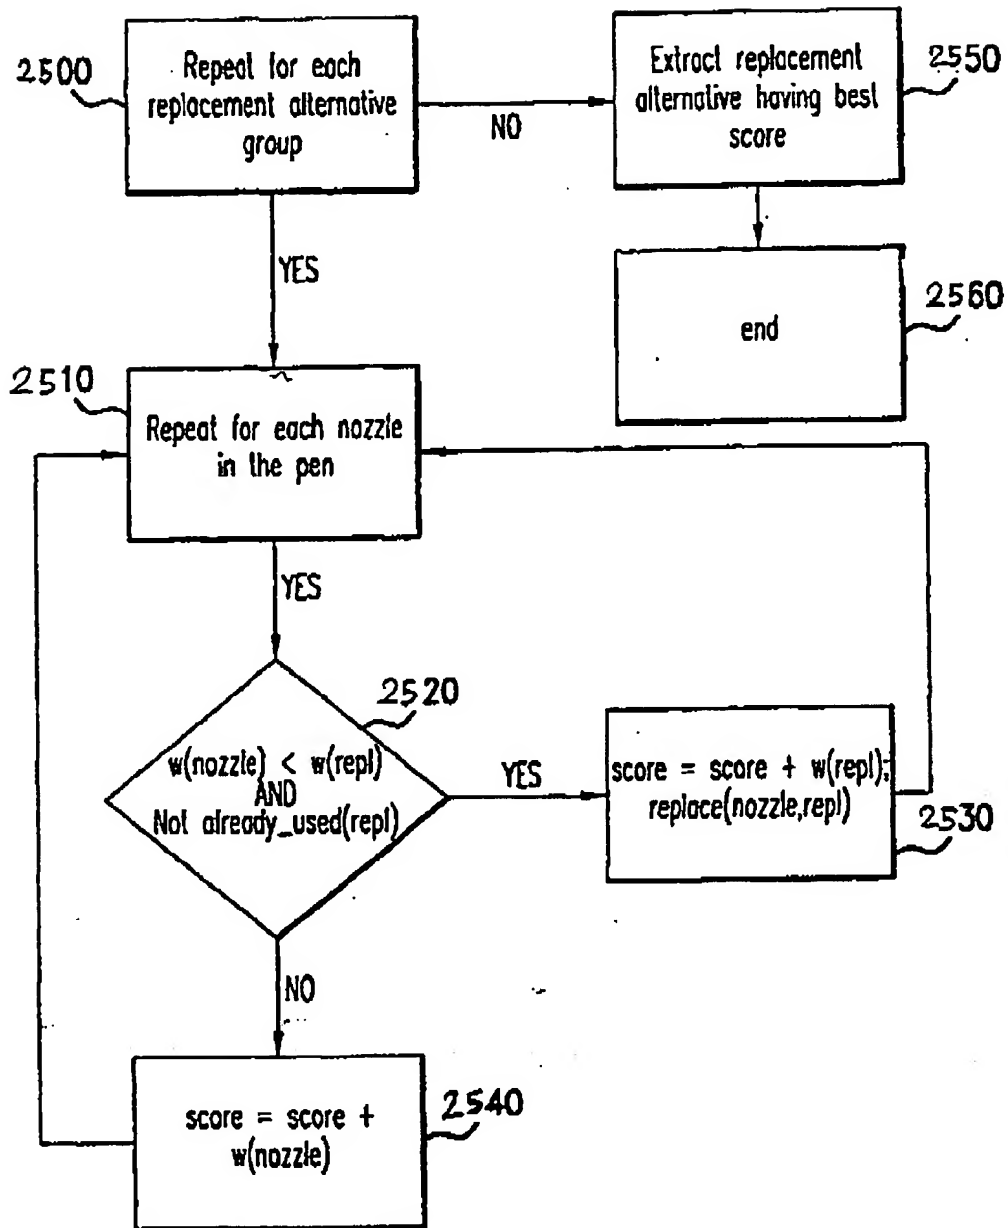 2500
Repeat for each
replacement alternative
group
NO
Extract replacement
alternative having best
score
2550
YES
end
2560
2510
Repeat for each nozzle
in the pen
YES
2520
w(nozzle) < w(repl)
AND
Not already_used(repl)
YES
score = score + w(repl);
replace(nozzle,repl)
2530
NO
score = score +
w(nozzle)
2540